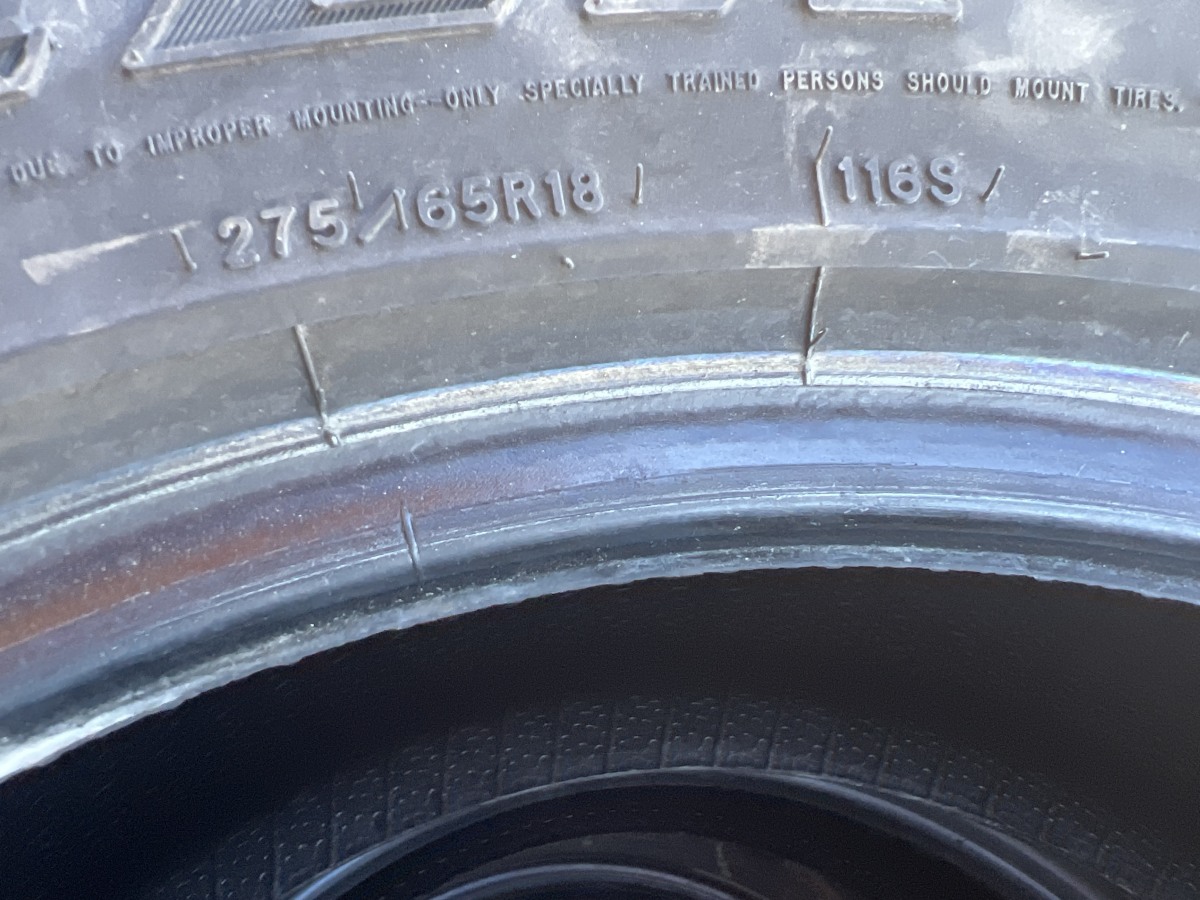 DUE TO IMPROPER MOUNTING-ONLY SPECIALLY TRAINED PERSONS SHOULD MOUNT TIRES.
275/65R18 116S